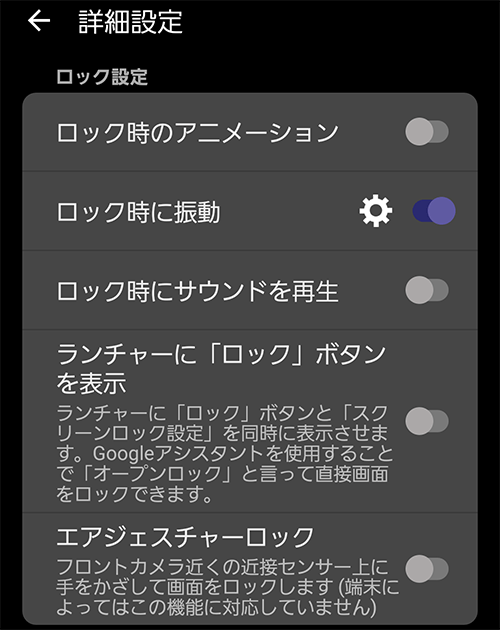 詳細設定
ロック設定
ロック時のアニメーション
ロック時に振動
ロック時にサウンドを再生
ランチャーに「ロック」ボタン
を表示
ランチャーに「ロック」ボタンと「スク
リーンロック設定」を同時に表示させま
す。Googleアシスタントを使用すること
で「オープンロック」と言って直接画面
をロックできます。
エアジェスチャーロック
フロントカメラ近くの近接センサー上に
手をかざして画面をロックします (端末に
よってはこの機能に対応していません)